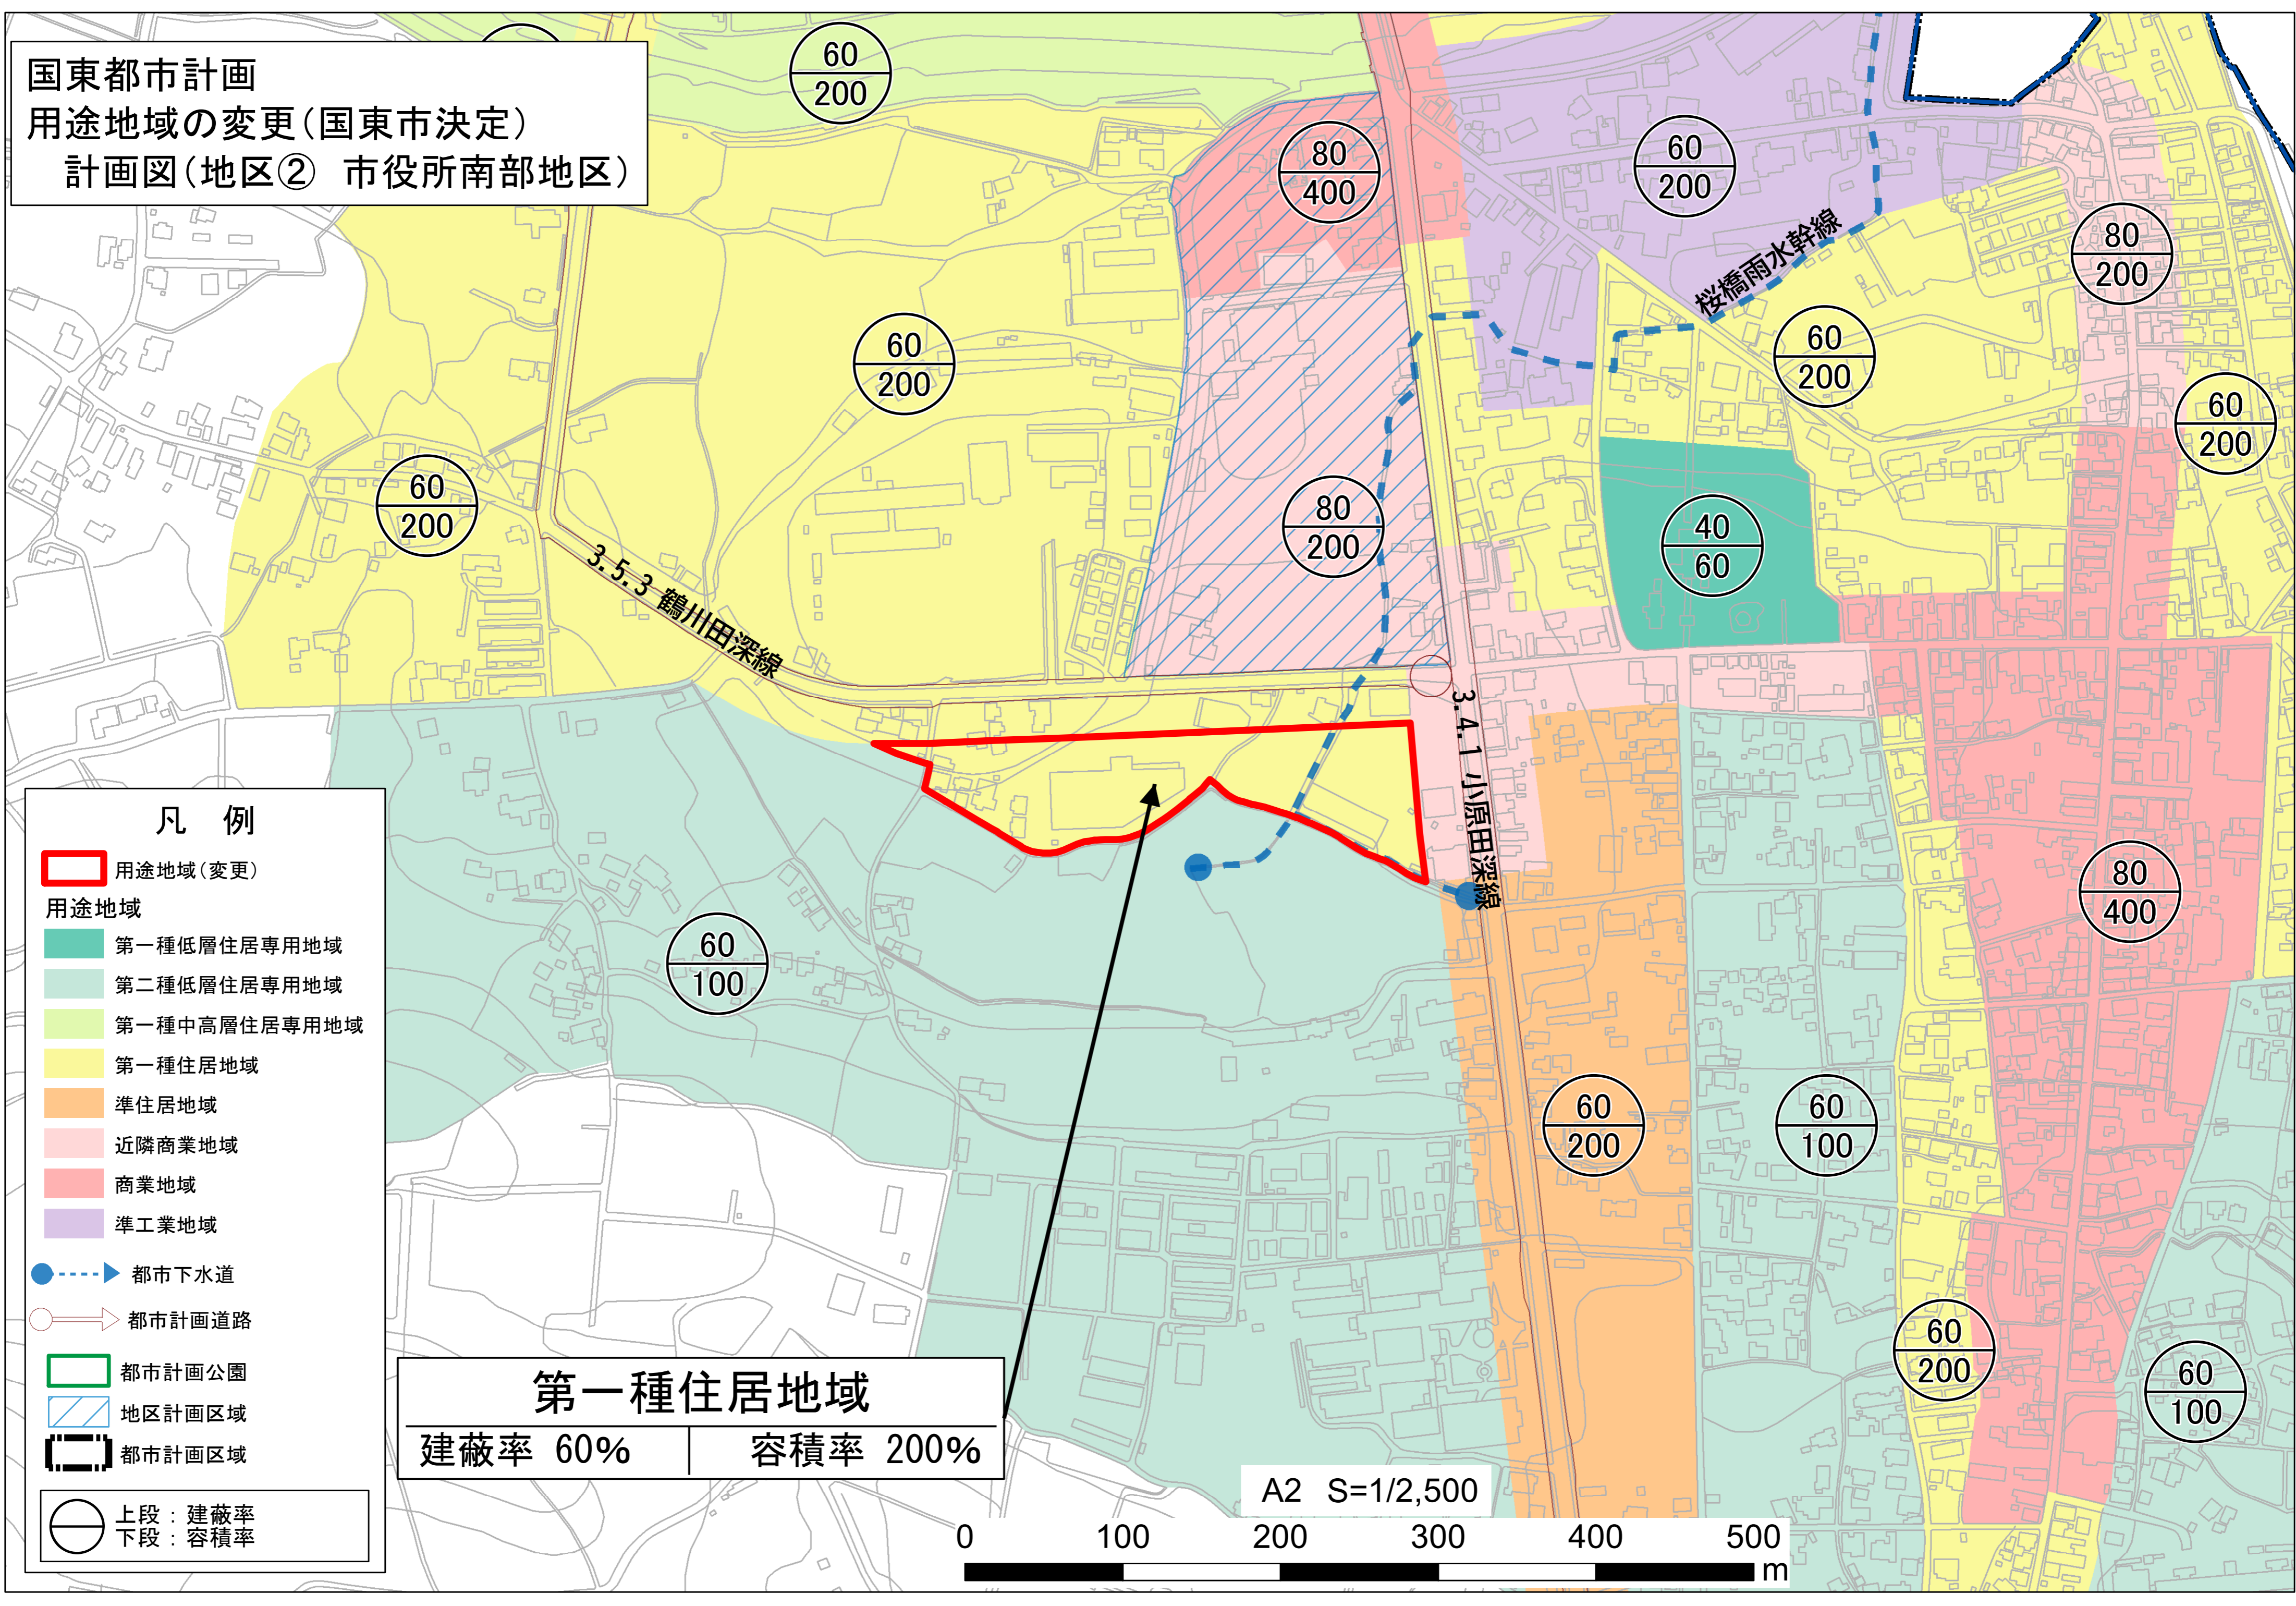 国東都市計画
用途地域の変更(国東市決定)
計画図(地区② 市役所南部地区)
60
200
80
400
60
200
80
200
桜橋雨水幹線
60
200
60
200
60
200
60
200
80
200
40
60
3.5.3 鶴川田深線
3.4.1 小原田深線
80
400
60
100
60
200
60
100
60
200
60
100
凡 例
用途地域(変更)
用途地域
第一種低層住居専用地域
第二種低層住居専用地域
第一種中高層住居専用地域
第一種住居地域
準住居地域
近隣商業地域
商業地域
準工業地域
都市下水道
都市計画道路
都市計画公園
地区計画区域
都市計画区域
上段:建蔽率
下段:容積率
第一種住居地域
建蔽率 60% 容積率 200%
A2 S=1/2,500
0 100 200 300 400 500
m